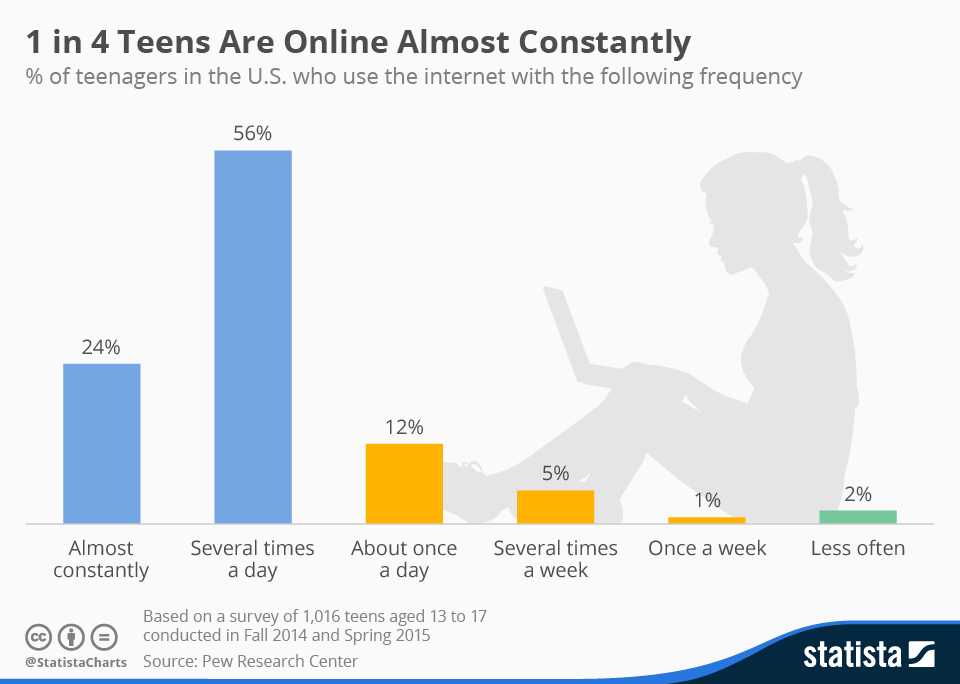 1 in 4 Teens Are Online Almost Constantly
% of teenagers in the U.S. who use the internet with the following frequency
24%
56%
12%
5%
1%
2%
Almost
constantly
Several times
a day
About once
a day
Several times
a week
Once a week
Less often
cc
@StatistaCharts
Based on a survey of 1,016 teens aged 13 to 17
conducted in Fall 2014 and Spring 2015
Source: Pew Research Center
statista